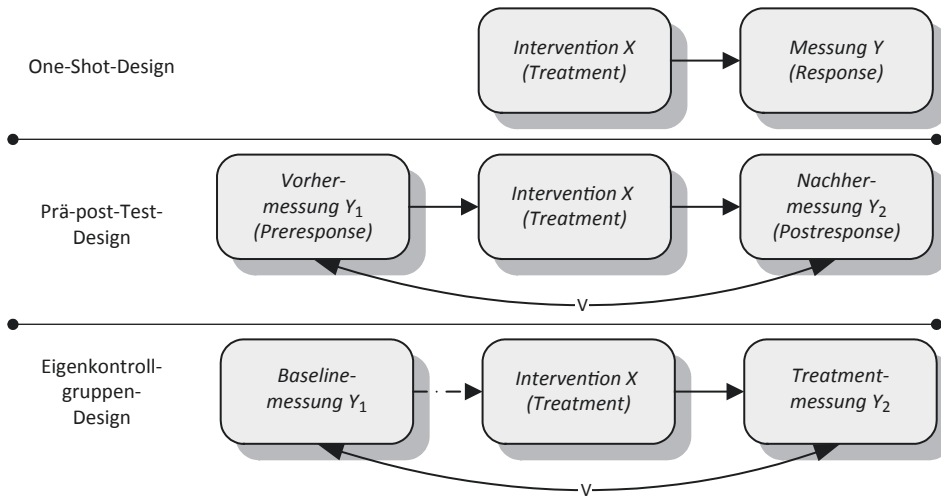 One-Shot-Design
Intervention X
(Treatment)
Messung Y
(Response)
Prä-post-Test-
Design
Vorher-
messung Y₁
(Preresponse)
Intervention X
(Treatment)
Nachher-
messung Y₂
(Postresponse)
V
Eigenkontroll-
gruppen-
Design
Baseline-
messung Y₁
Intervention X
(Treatment)
Treatment-
messung Y₂
V